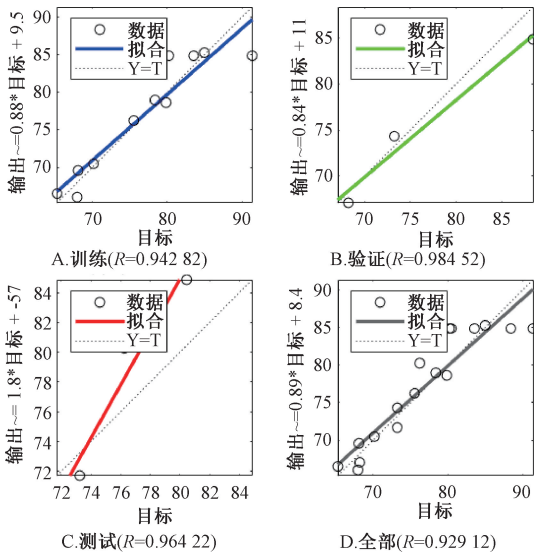 输出~=0.88*目标 + 9.5
90
85
80
75
70
数据
拟合
Y=T
70 80 90
目标
A.训练(R=0.942 82)
输出~=0.84*目标 + 11
85
80
75
70
数据
拟合
Y=T
70 75 80 85
目标
B.验证(R=0.984 52)
输出~= 1.8*目标 + -57
84
82
80
78
76
74
72
数据
拟合
Y=T
72 74 76 78 80 82 84
目标
C.测试(R=0.964 22)
输出~=0.89*目标 + 8.4
90
85
80
75
70
数据
拟合
Y=T
70 80 90
目标
D.全部(R=0.929 12)